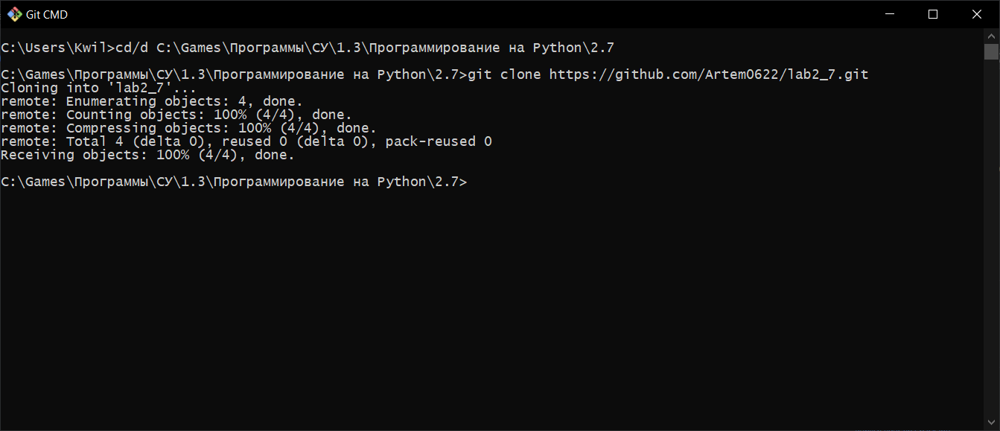 Git CMD
C:\Users\Kwil>cd/d C:\Games\Программы\СУ\1.3\Программирование на Python\2.7
C:\Games\Программы\СУ\1.3\Программирование на Python\2.7>git clone https://github.com/Artem0622/lab2_7.git
Cloning into 'lab2_7'...
remote: Enumerating objects: 4, done.
remote: Counting objects: 100% (4/4), done.
remote: Compressing objects: 100% (4/4), done.
remote: Total 4 (delta 0), reused 0 (delta 0), pack-reused 0
Receiving objects: 100% (4/4), done.
C:\Games\Программы\СУ\1.3\Программирование на Python\2.7>